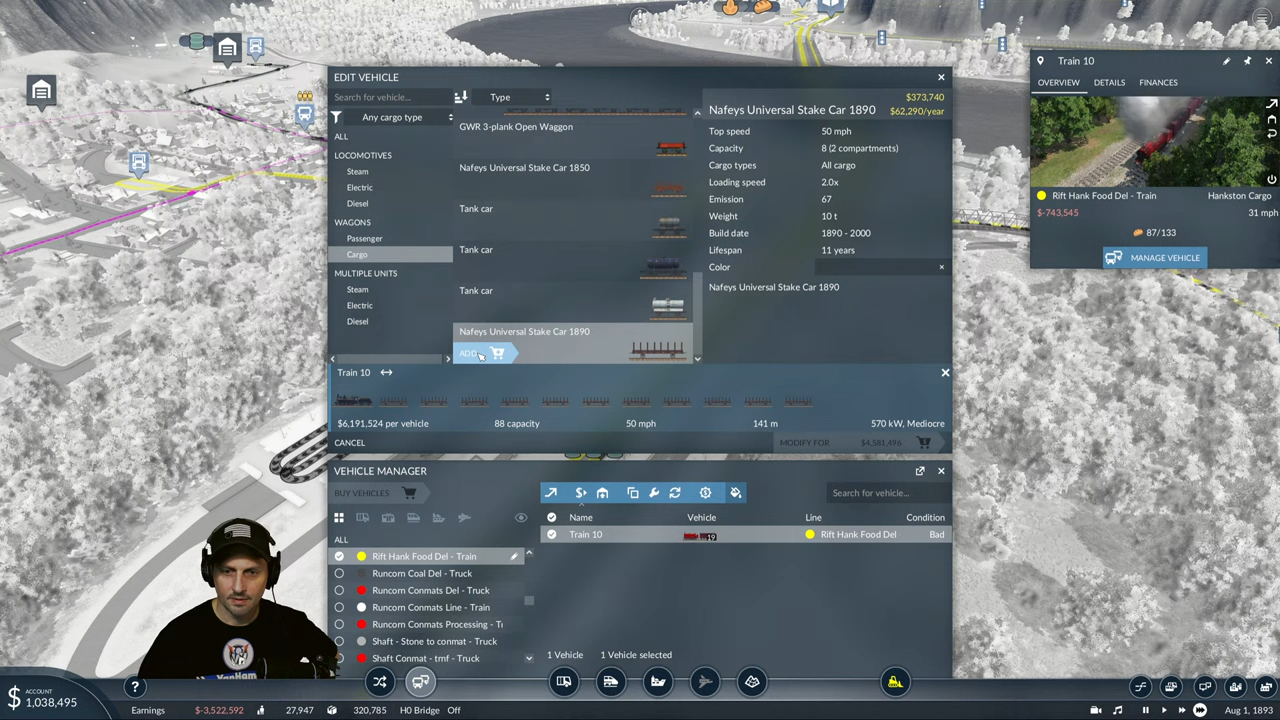 EDIT VEHICLE
Search for vehicle...
Type
Any cargo type
ALL
LOCOMOTIVES
Steam
Electric
Diesel
WAGONS
Passenger
Cargo
MULTIPLE UNITS
Steam
Electric
Diesel
GWR 3-plank Open Waggon
Nafeys Universal Stake Car 1850
Tank car
Tank car
Tank car
Nafeys Universal Stake Car 1890
ADD
$373,740
Nafeys Universal Stake Car 1890
$62,290/year
Top speed 50 mph
Capacity 8 (2 compartments)
Cargo types All cargo
Loading speed 2.0x
Emission 67
Weight 10 t
Build date 1890 - 2000
Lifespan 11 years
Color
Nafeys Universal Stake Car 1890
Train 10
$6,191,524 per vehicle 88 capacity 50 mph 141 m 570 kW, Mediocre
CANCEL
MODIFY FOR $4,581,496
VEHICLE MANAGER
BUY VEHICLES
Search for vehicle...
ALL
Rift Hank Food Del - Train
Runcorn Coal Del - Truck
Runcorn Conmats Del - Truck
Runcorn Conmats Line - Train
Runcorn Conmats Processing - Tr
Shaft - Stone to conmat - Truck
Shaft Conmat - tmf - Truck
Name Vehicle Line Condition
Train 10 Rift Hank Food Del Bad
1 Vehicle 1 Vehicle selected
Train 10
OVERVIEW DETAILS FINANCES
Rift Hank Food Del - Train Hankston Cargo
$-743,545 31 mph
87/133
MANAGE VEHICLE
$ ACCOUNT
1,038,495
?
Earnings $-3,522,592 27,947 320,785 H0 Bridge Off
Aug 1, 1893